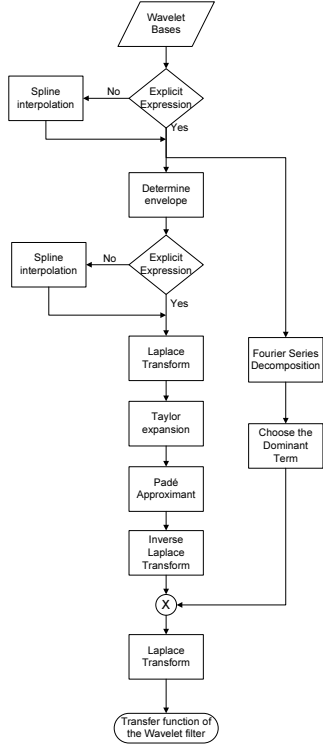 Wavelet
Bases
Explicit
Expression
No
Yes
Spline
interpolation
Determine
envelope
Explicit
Expression
No
Yes
Spline
interpolation
Laplace
Transform
Fourier Series
Decomposition
Taylor
expansion
Choose the
Dominant
Term
Padé
Approximant
Inverse
Laplace
Transform
X
Laplace
Transform
Transfer function of
the Wavelet filter